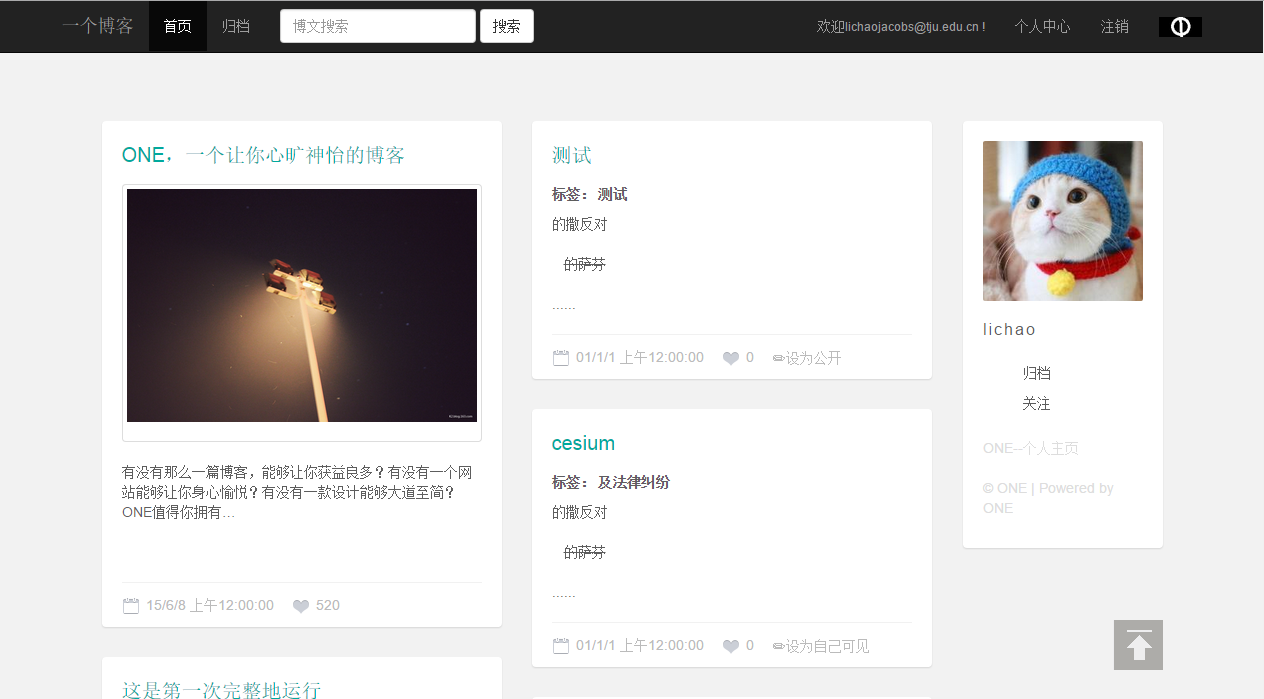 一个博客 首页 归档 博文搜索 搜索 欢迎lichaojacobs@tju.edu.cn ! 个人中心 注销
ONE，一个让你心旷神怡的博客
有没有那么一篇博客，能够让你获益良多？有没有一个网
站能够让你身心愉悦？有没有一款设计能够大道至简？
ONE值得你拥有...
15/6/8 上午12:00:00 520
这是第一次完整地运行
测试
标签：测试
的撒反对
的萨芬
......
01/1/1 上午12:00:00 0 设为公开
cesium
标签：及法律纠纷
的撒反对
的萨芬
......
01/1/1 上午12:00:00 0 设为自己可见
lichao
归档
关注
ONE--个人主页
© ONE | Powered by
ONE